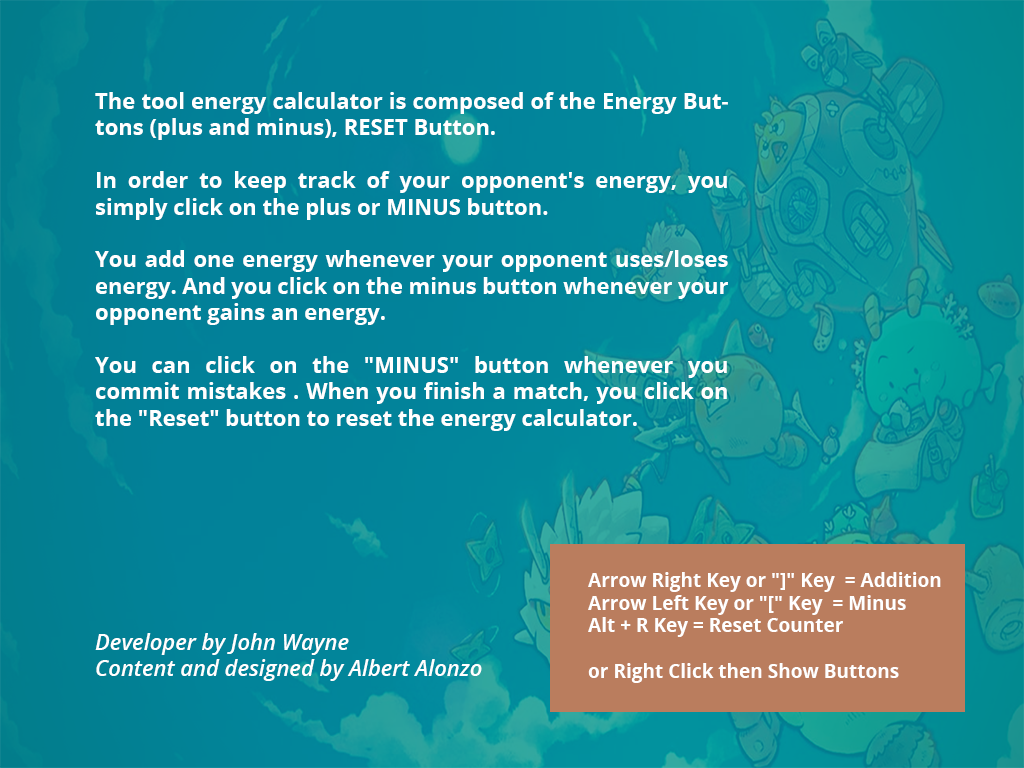 The tool energy calculator is composed of the Energy But-
tons (plus and minus), RESET Button.
In order to keep track of your opponent's energy, you
simply click on the plus or MINUS button.
You add one energy whenever your opponent uses/loses
energy. And you click on the minus button whenever your
opponent gains an energy.
You can click on the "MINUS" button whenever you
commit mistakes . When you finish a match, you click on
the "Reset" button to reset the energy calculator.
Developer by John Wayne
Content and designed by Albert Alonzo
Arrow Right Key or "]" Key  = Addition
Arrow Left Key or "[" Key  = Minus
Alt + R Key = Reset Counter
or Right Click then Show Buttons